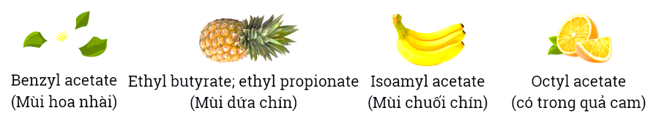 Benzyl acetate
(Mùi hoa nhài)
Ethyl butyrate; ethyl propionate
(Mùi dứa chín)
Isoamyl acetate
(Mùi chuối chín)
Octyl acetate
(có trong quả cam)